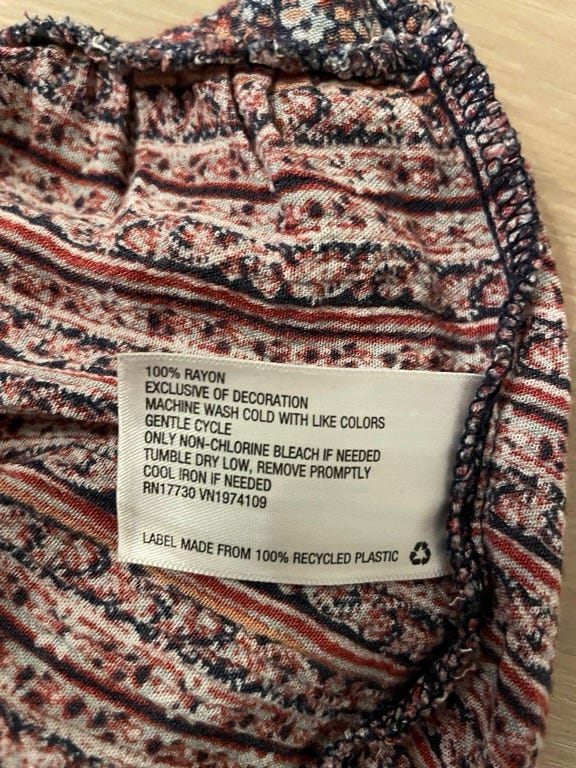 100% RAYON
EXCLUSIVE OF DECORATION
MACHINE WASH COLD WITH LIKE COLORS
GENTLE CYCLE
ONLY NON-CHLORINE BLEACH IF NEEDED
TUMBLE DRY LOW, REMOVE PROMPTLY
COOL IRON IF NEEDED
RN17730 VN1974109
LABEL MADE FROM 100% RECYCLED PLASTIC